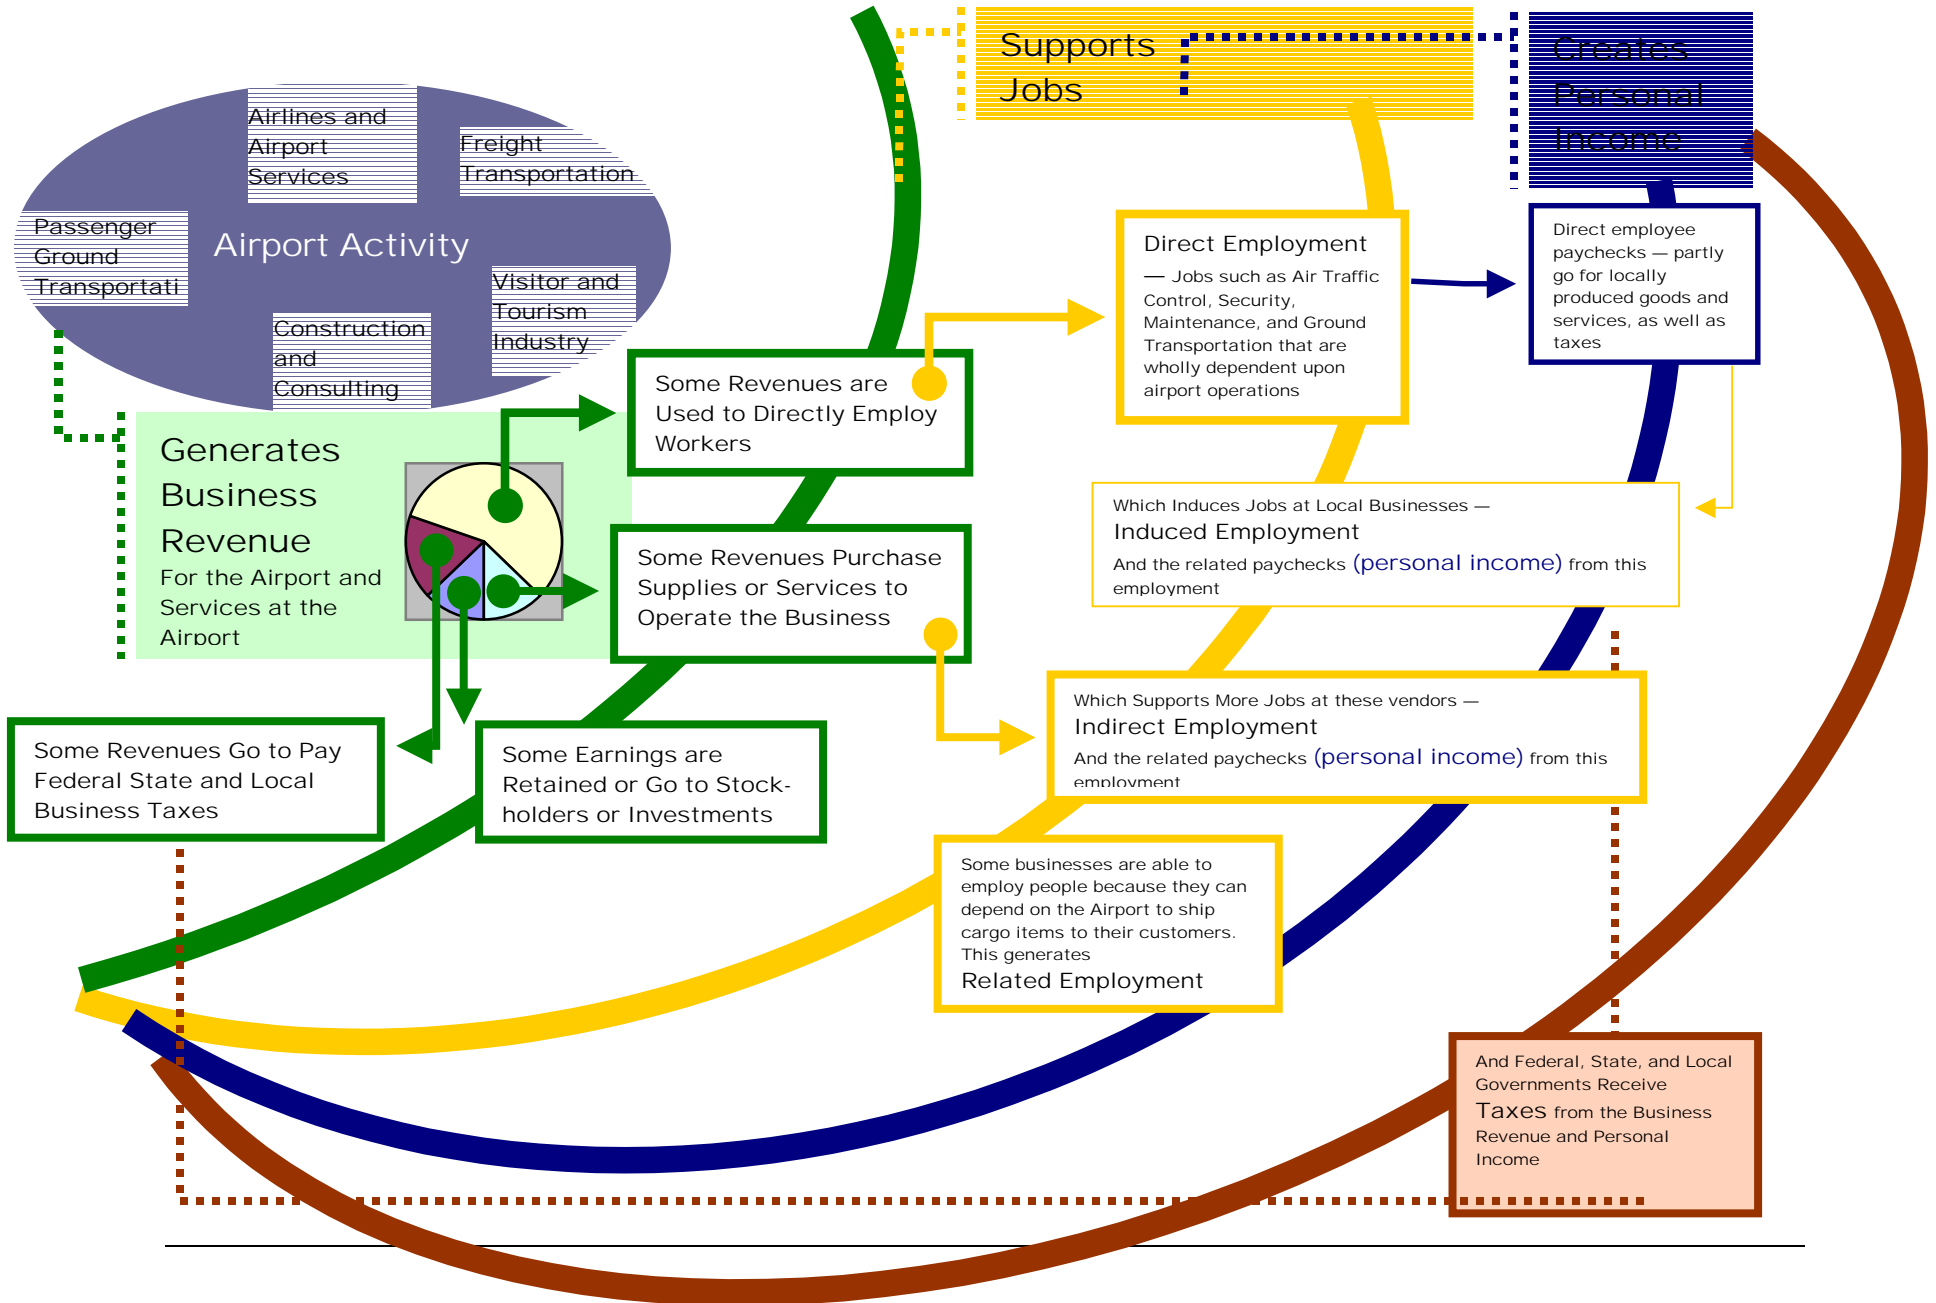 Supports
Jobs
Creates
Personal
Income
Airlines and
Airport
Services
Freight
Transportation
Passenger
Ground
Transportati
Airport Activity
Visitor and
Tourism
Industry
Construction
and
Consulting
Generates
Business
Revenue
For the Airport and
Services at the
Airport
Some Revenues are
Used to Directly Employ
Workers
Some Revenues Purchase
Supplies or Services to
Operate the Business
Some Revenues Go to Pay
Federal State and Local
Business Taxes
Some Earnings are
Retained or Go to Stock-
holders or Investments
Direct Employment
— Jobs such as Air Traffic
Control, Security,
Maintenance, and Ground
Transportation that are
wholly dependent upon
airport operations
Direct employee
paychecks — partly
go for locally
produced goods and
services, as well as
taxes
Which Induces Jobs at Local Businesses —
Induced Employment
And the related paychecks (personal income) from this
employment
Which Supports More Jobs at these vendors —
Indirect Employment
And the related paychecks (personal income) from this
employment
Some businesses are able to
employ people because they can
depend on the Airport to ship
cargo items to their customers.
This generates
Related Employment
And Federal, State, and Local
Governments Receive
Taxes from the Business
Revenue and Personal
Income